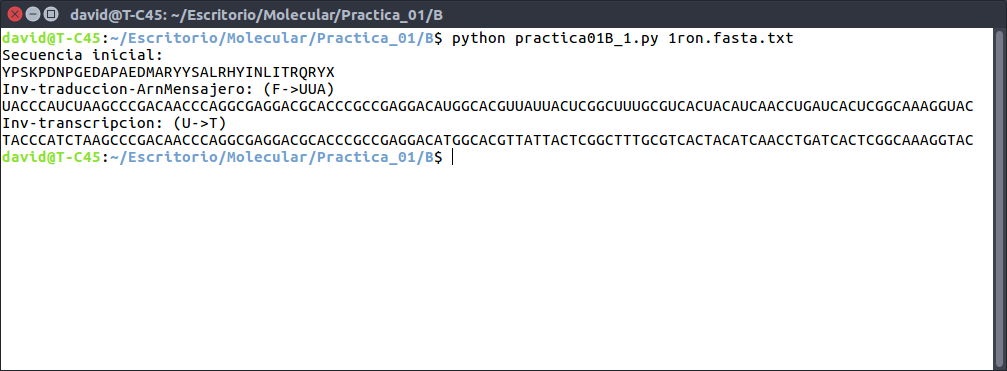 david@T-C45: ~/Escritorio/Molecular/Practica_01/B
david@T-C45:~/Escritorio/Molecular/Practica_01/B$ python practica01B_1.py 1ron.fasta.txt
Secuencia inicial:
YPSKPDNPGEDAPAEDMARYYSALRHYINLITRQRYX
Inv-traduccion-ArnMensajero: (F->UUA)
UACCCAUCUAAGCCCGACAACCCAGGCGAGGACGCACCCGCCGAGGACAUGGCACGUUAUUACUCGGCUUUGCGUCACUACAUCAACCUGAUCACUCGGCAAAGGUAC
Inv-transcripcion: (U->T)
TACCCATCTAAGCCCGACAACCCAGGCGAGGACGCACCCGCCGAGGACATGGCACGTTATTACTCGGCTTTGCGTCACTACATCAACCTGATCACTCGGCAAAGGTAC
david@T-C45:~/Escritorio/Molecular/Practica_01/B$